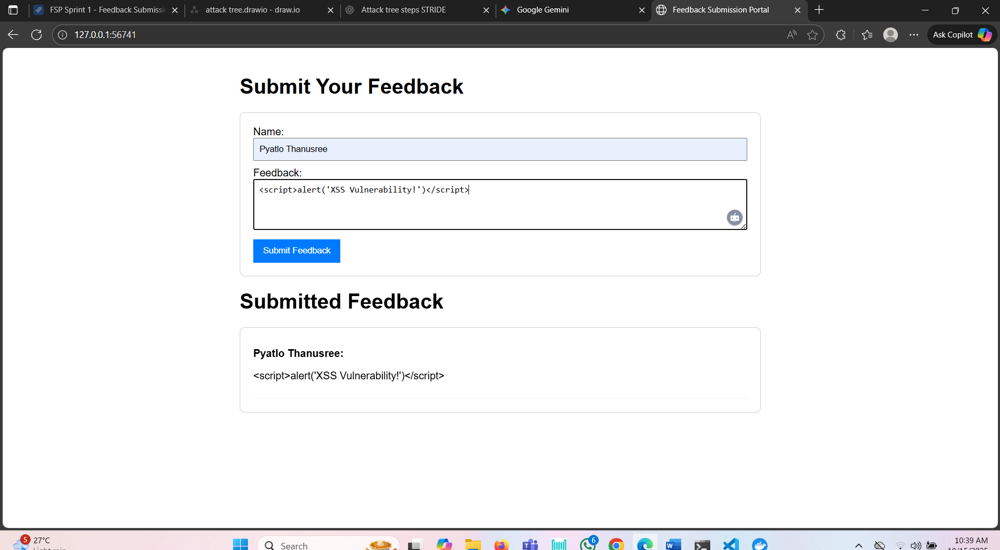 FSP Sprint 1 - Feedback Submissi
attack tree.drawio - draw.io
Attack tree steps STRIDE
Google Gemini
Feedback Submission Portal
127.0.0.1:56741
Ask Copilot
Submit Your Feedback
Name:
Pyatlo Thanusree
Feedback:
<script>alert('XSS Vulnerability!')</script>
Submit Feedback
Submitted Feedback
Pyatlo Thanusree:
<script>alert('XSS Vulnerability!')</script>
5
27°C
Search
6
10:39 AM